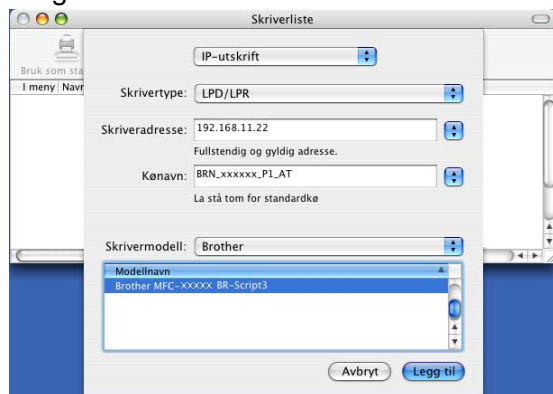 Skriverliste
IP-utskrift
Bruk som sta
I meny Navn
Skrivertype: LPD/LPR
Skriveradresse: 192.168.11.22
Fullstendig og gyldig adresse.
Kønavn: BRN_xxxxxx_P1_AT
La stå tom for standardkø
Skrivermodell: Brother
Modellnavn
Brother MFC-XXXXX BR-Script3
Avbryt Legg til